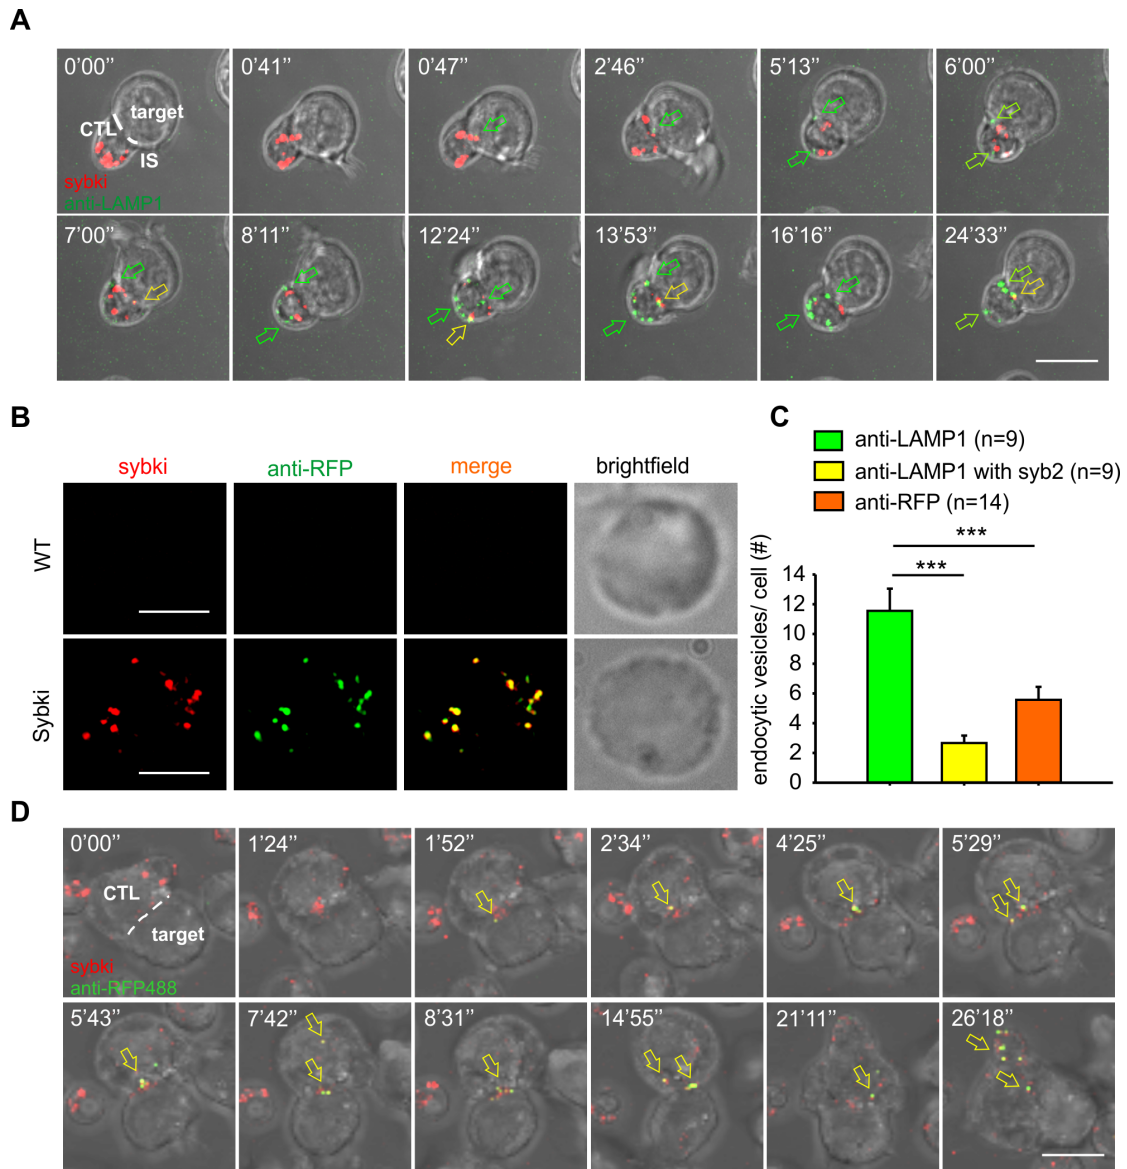 A
0’00’’
0’41’’
0’47’’
2’46’’
5’13’’
6’00’’
target
CTL
IS
sybki
anti-LAMP1
7’00’’
8’11’’
12’24’’
13’53’’
16’16’’
24’33’’
B
sybki
anti-RFP
merge
brightfield
WT
Sybki
C
anti-LAMP1 (n=9)
anti-LAMP1 with syb2 (n=9)
anti-RFP (n=14)
endocytic vesicles/ cell (#)
***
***
14
12
10
8
6
4
2
0
D
0’00’’
1’24’’
1’52’’
2’34’’
4’25’’
5’29’’
CTL
target
sybki
anti-RFP488
5’43’’
7’42’’
8’31’’
14’55’’
21’11’’
26’18’’